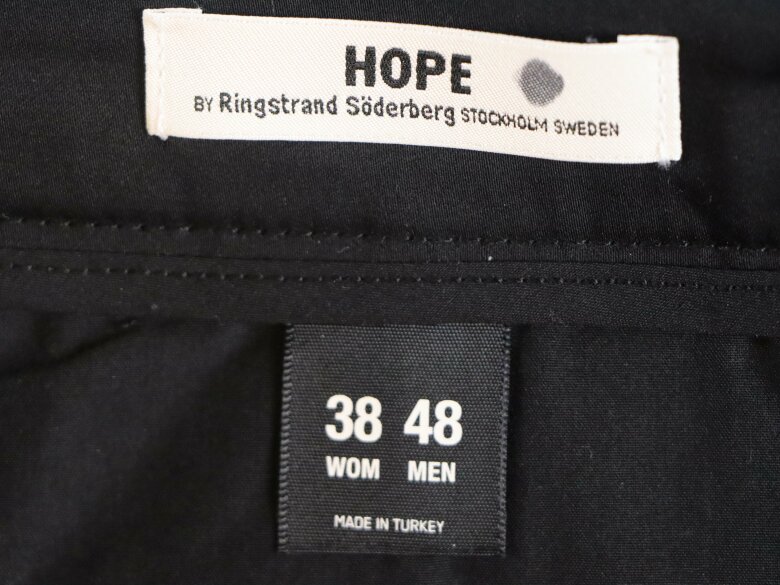 HOPE
BY Ringstrand Söderberg STOCKHOLM SWEDEN
38 48
WOM MEN
MADE IN TURKEY